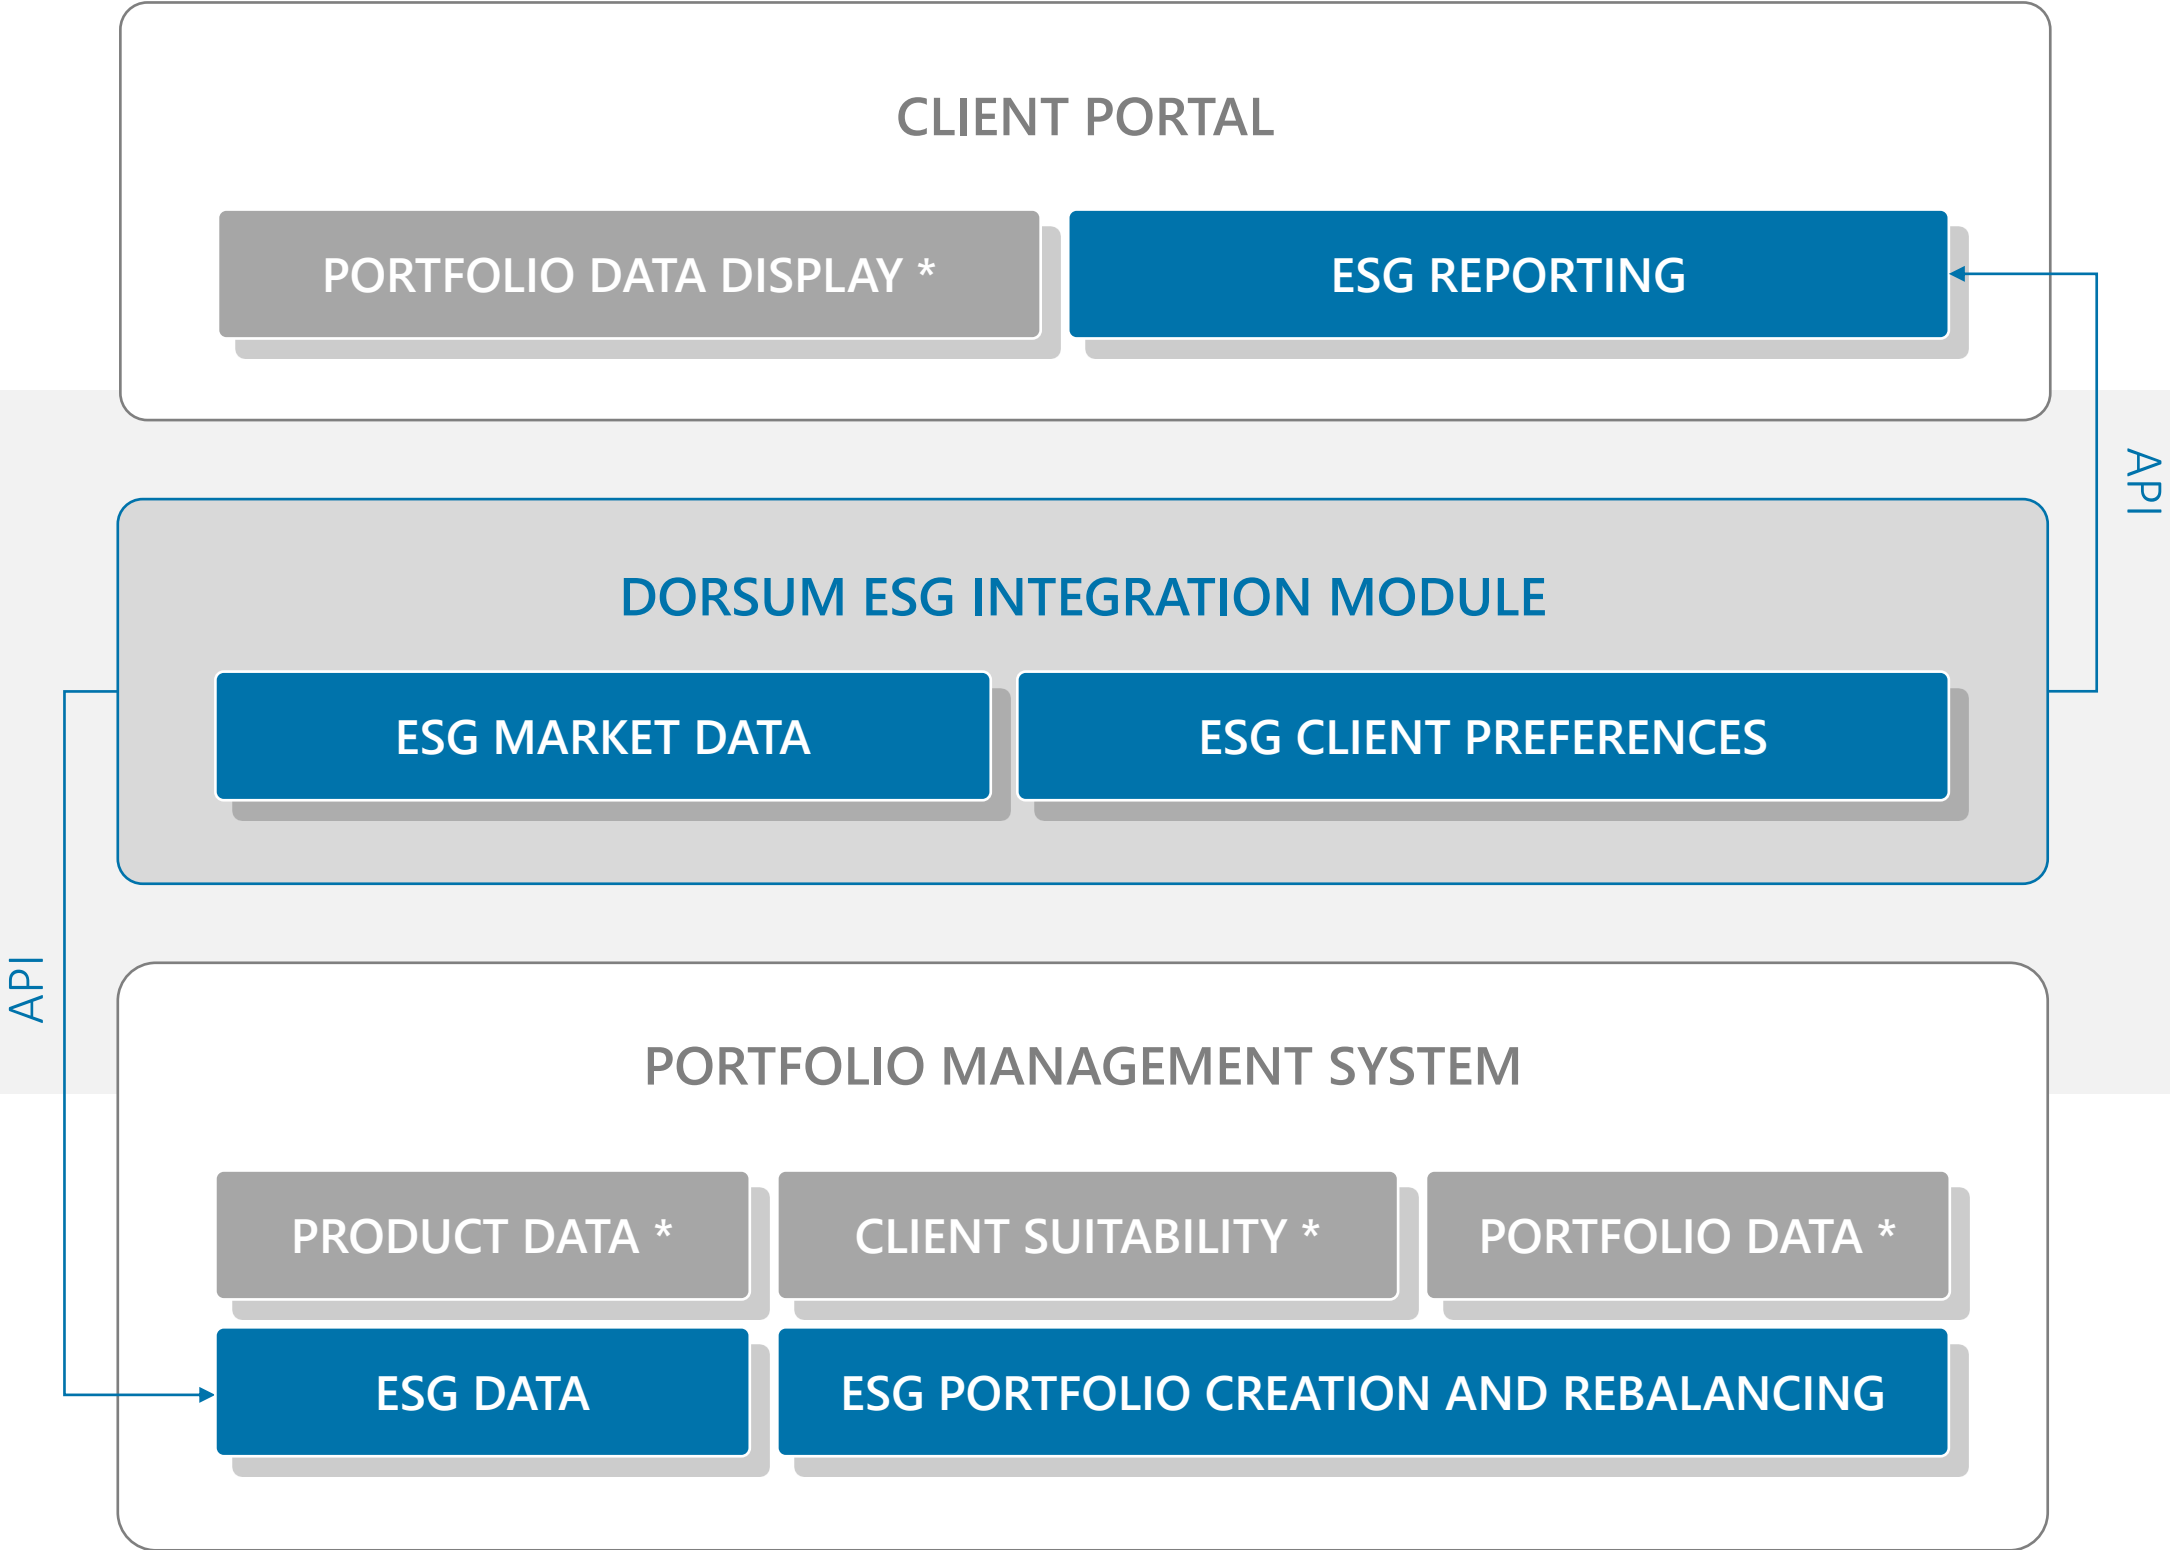 CLIENT PORTAL
PORTFOLIO DATA DISPLAY *
ESG REPORTING
API
DORSUM ESG INTEGRATION MODULE
ESG MARKET DATA
ESG CLIENT PREFERENCES
API
PORTFOLIO MANAGEMENT SYSTEM
PRODUCT DATA *
CLIENT SUITABILITY *
PORTFOLIO DATA *
ESG DATA
ESG PORTFOLIO CREATION AND REBALANCING